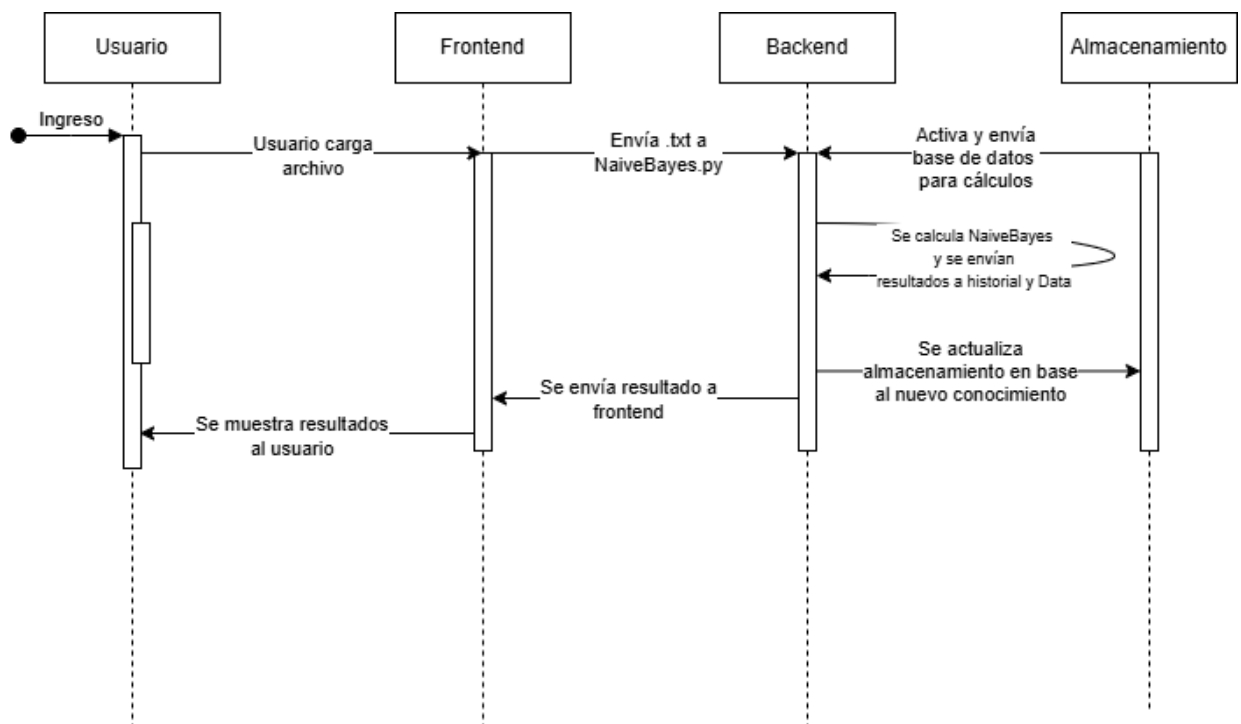 Usuario
Frontend
Backend
Almacenamiento
Ingreso
Usuario carga
archivo
Envía .txt a
NaiveBayes.py
Activa y envía
base de datos
para cálculos
Se calcula NaiveBayes
y se envían
resultados a historial y Data
Se actualiza
almacenamiento en base
al nuevo conocimiento
Se envía resultado a
frontend
Se muestra resultados
al usuario